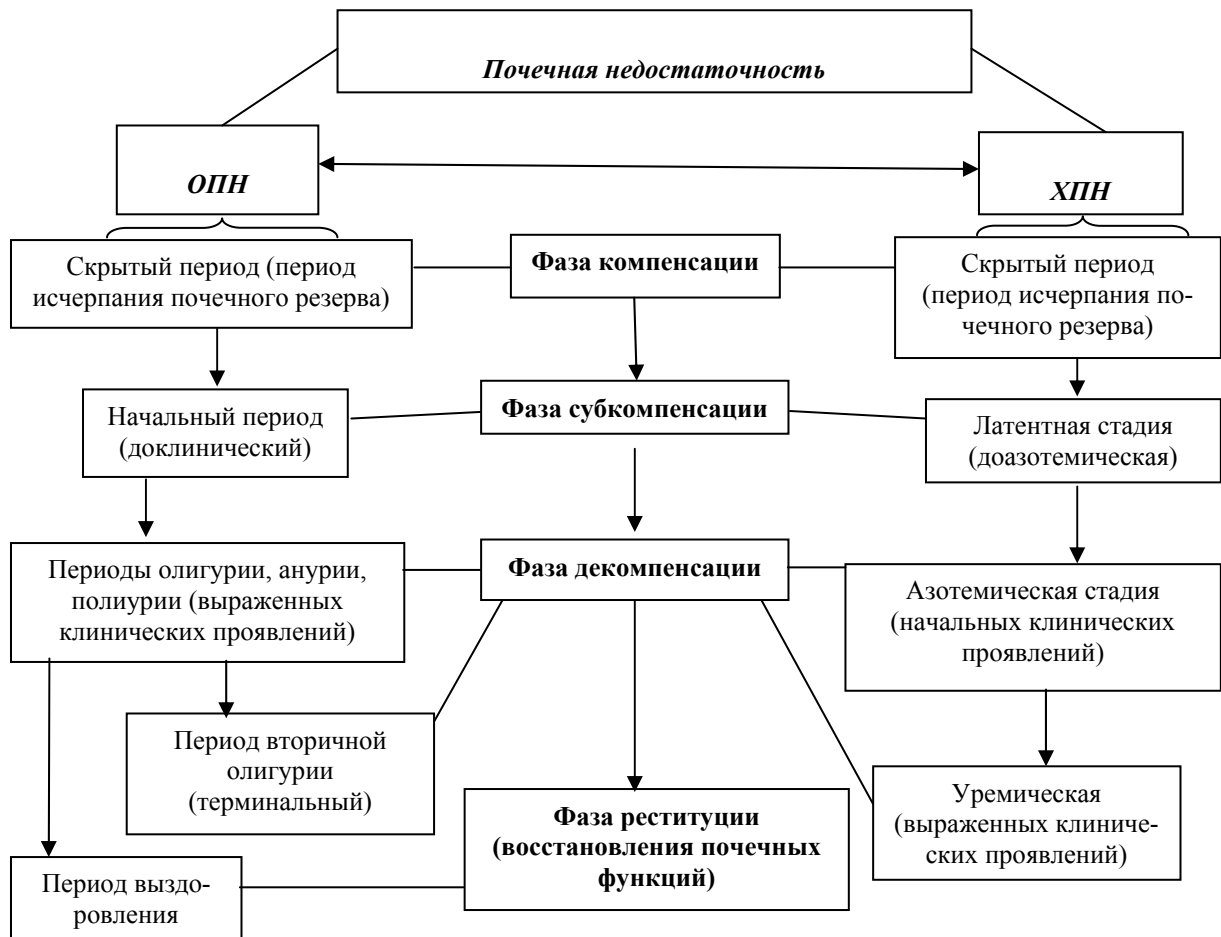 Почечная недостаточность
ОПН
ХПН
Скрытый период (период
исчерпания почечного резерва)
Фаза компенсации
Скрытый период
(период исчерпания по-
чечного резерва)
Начальный период
(доклинический)
Фаза субкомпенсации
Латентная стадия
(доазотемическая)
Периоды олигурии, анурии,
полиурии (выраженных
клинических проявлений)
Фаза декомпенсации
Азотемическая стадия
(начальных клинических
проявлений)
Период вторичной
олигурии
(терминальный)
Фаза реституции
(восстановления почечных
функций)
Уремическая
(выраженных клиниче-
ских проявлений)
Период выздо-
ровления